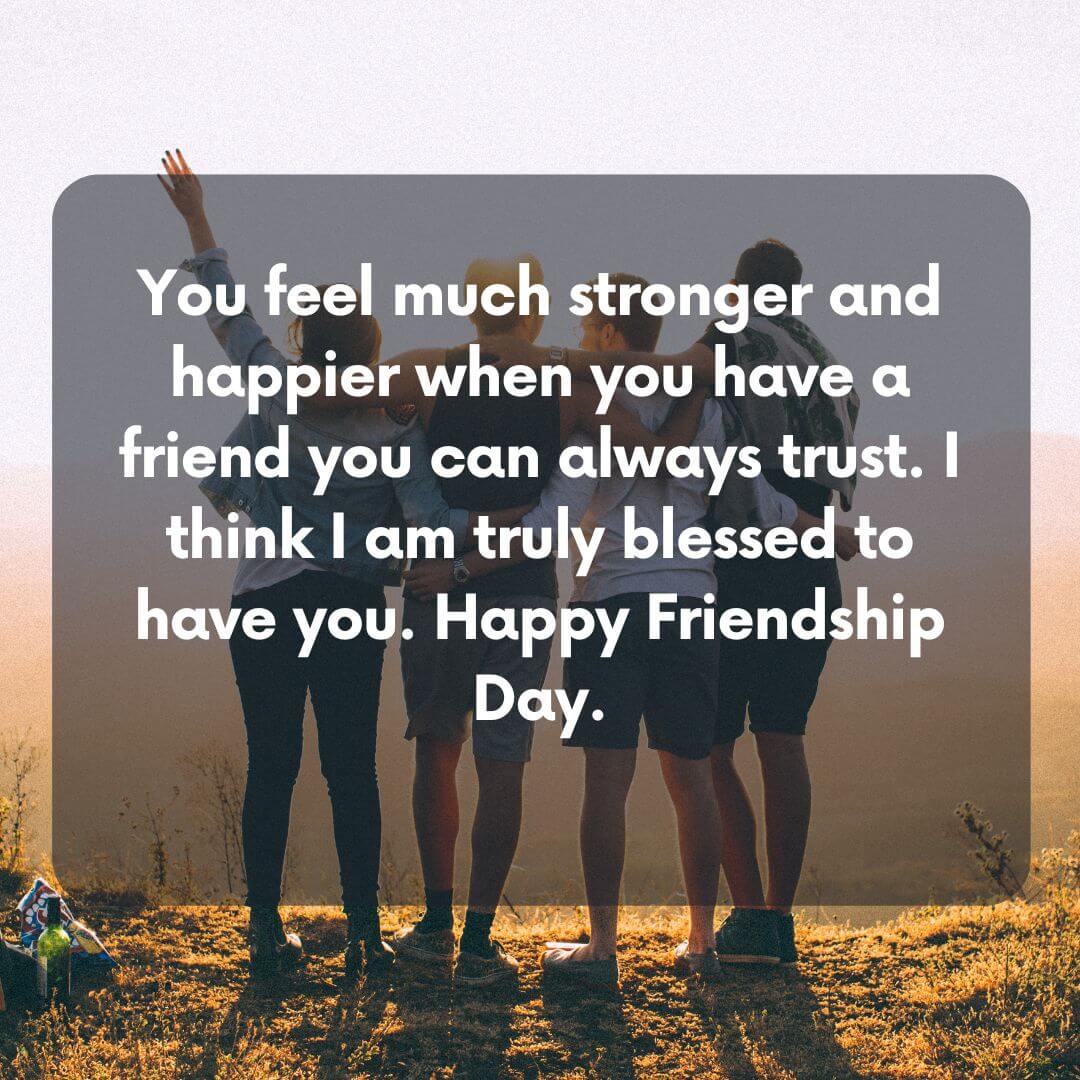 You feel much stronger and
happier when you have a
friend you can always trust. I
think I am truly blessed to
have you. Happy Friendship
Day.